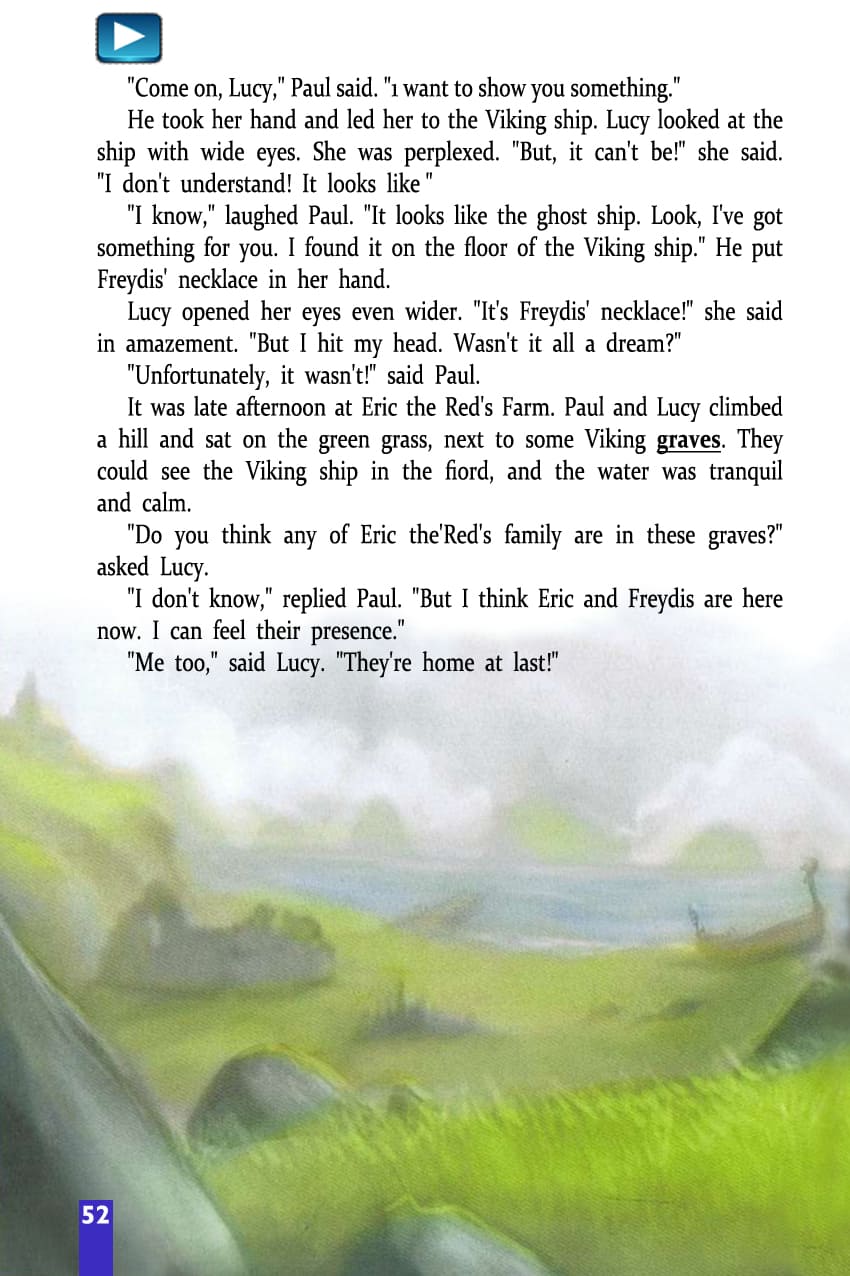 "Come on, Lucy," Paul said. "1 want to show you something."
He took her hand and led her to the Viking ship. Lucy looked at the
ship with wide eyes. She was perplexed. "But, it can't be!" she said.
"I don't understand! It looks like "
"I know," laughed Paul. "It looks like the ghost ship. Look, I've got
something for you. I found it on the floor of the Viking ship." He put
Freydis' necklace in her hand.
Lucy opened her eyes even wider. "It's Freydis' necklace!" she said
in amazement. "But I hit my head. Wasn't it all a dream?"
"Unfortunately, it wasn't!" said Paul.
It was late afternoon at Eric the Red's Farm. Paul and Lucy climbed
a hill and sat on the green grass, next to some Viking graves. They
could see the Viking ship in the fiord, and the water was tranquil
and calm.
"Do you think any of Eric the'Red's family are in these graves?"
asked Lucy.
"I don't know," replied Paul. "But I think Eric and Freydis are here
now. I can feel their presence."
"Me too," said Lucy. "They're home at last!"
52